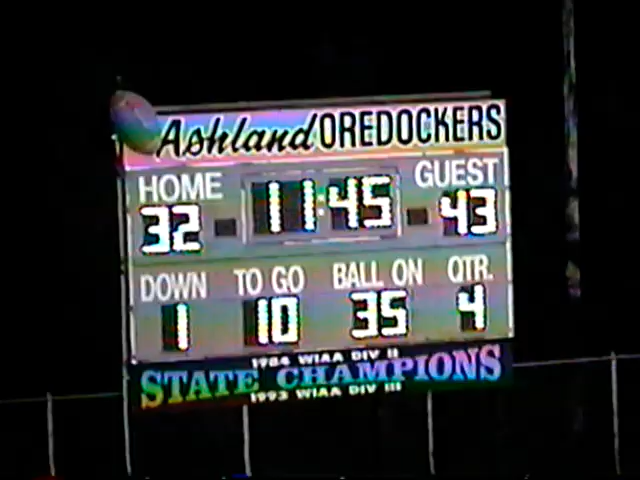 Ashland OREDOCKERS
HOME 11:45 GUEST
32 43
DOWN TO GO BALL ON QTR.
1 10 35 4
1984 WIAA DIV II
STATE CHAMPIONS
1993 WIAA DIV III